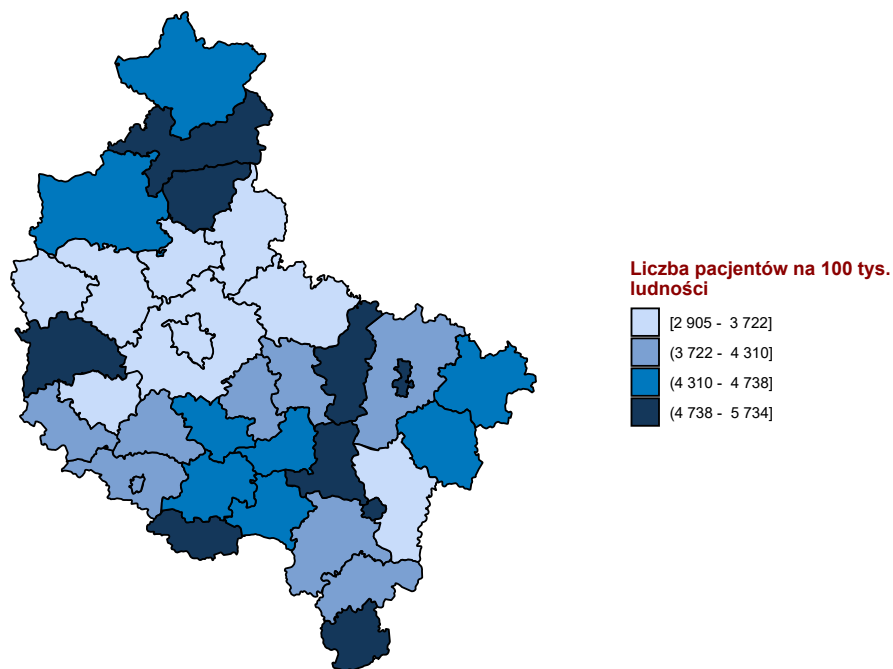 Liczba pacjentów na 100 tys.
ludności
[2 905 - 3 722]
(3 722 - 4 310]
(4 310 - 4 738]
(4 738 - 5 734]